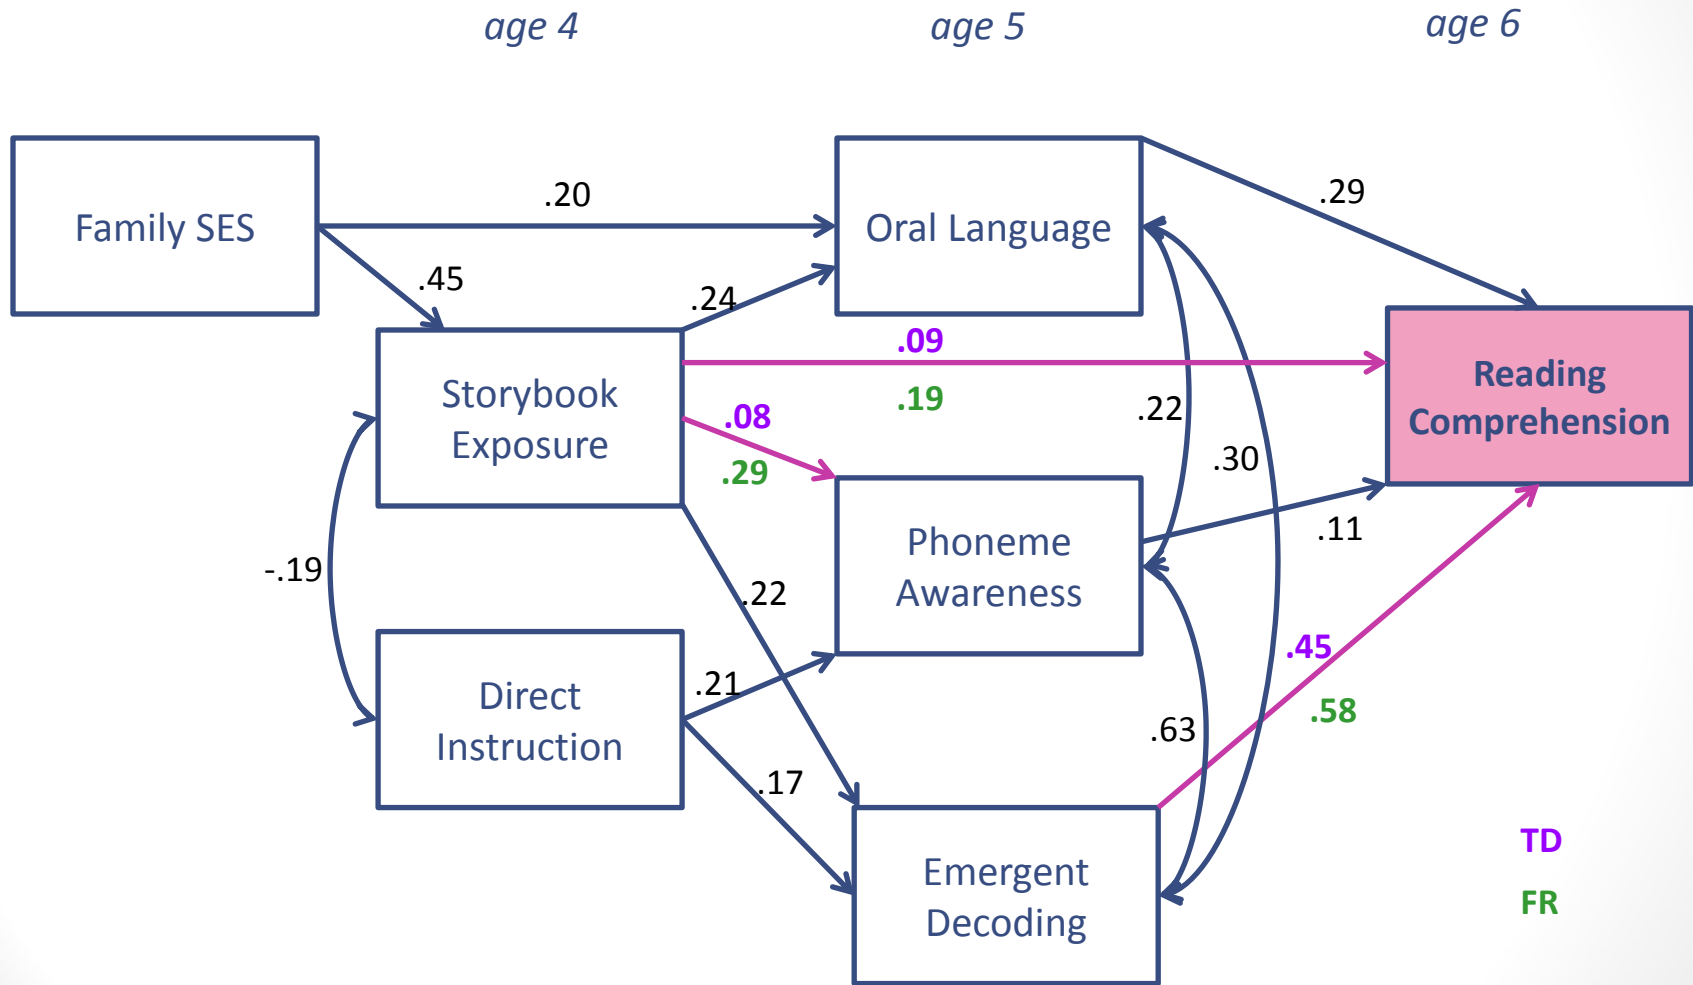 age 4
age 5
age 6
Family SES
.20
Oral Language
.29
.45
.24
.09
.19
Storybook
Exposure
.08
.29
.22
.30
Reading
Comprehension
-.19
.22
Phoneme
Awareness
.11
Direct
Instruction
.21
.17
.63
.45
.58
Emergent
Decoding
TD
FR